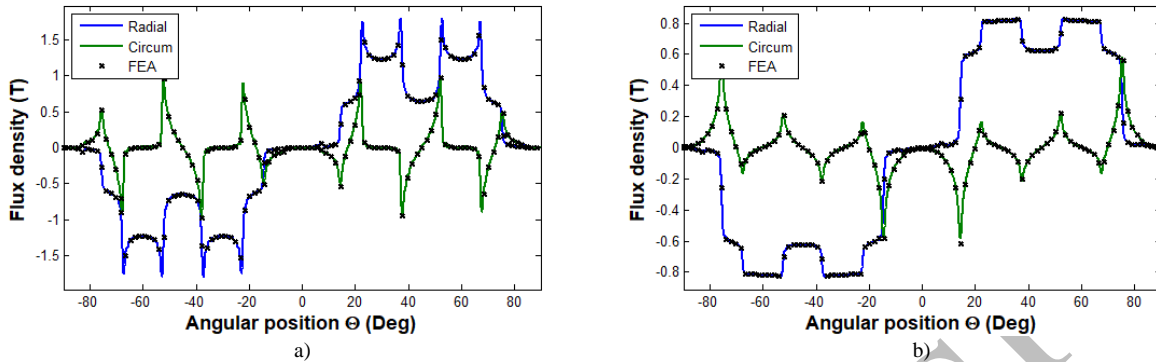 Radial
Circum
FEA
1.5
1
0.5
0
-0.5
-1
-1.5
Flux density (T)
-80 -60 -40 -20 0 20 40 60 80
Angular position Θ (Deg)
a)
Radial
Circum
FEA
0.8
0.6
0.4
0.2
0
-0.2
-0.4
-0.6
-0.8
Flux density (T)
-80 -60 -40 -20 0 20 40 60 80
Angular position Θ (Deg)
b)